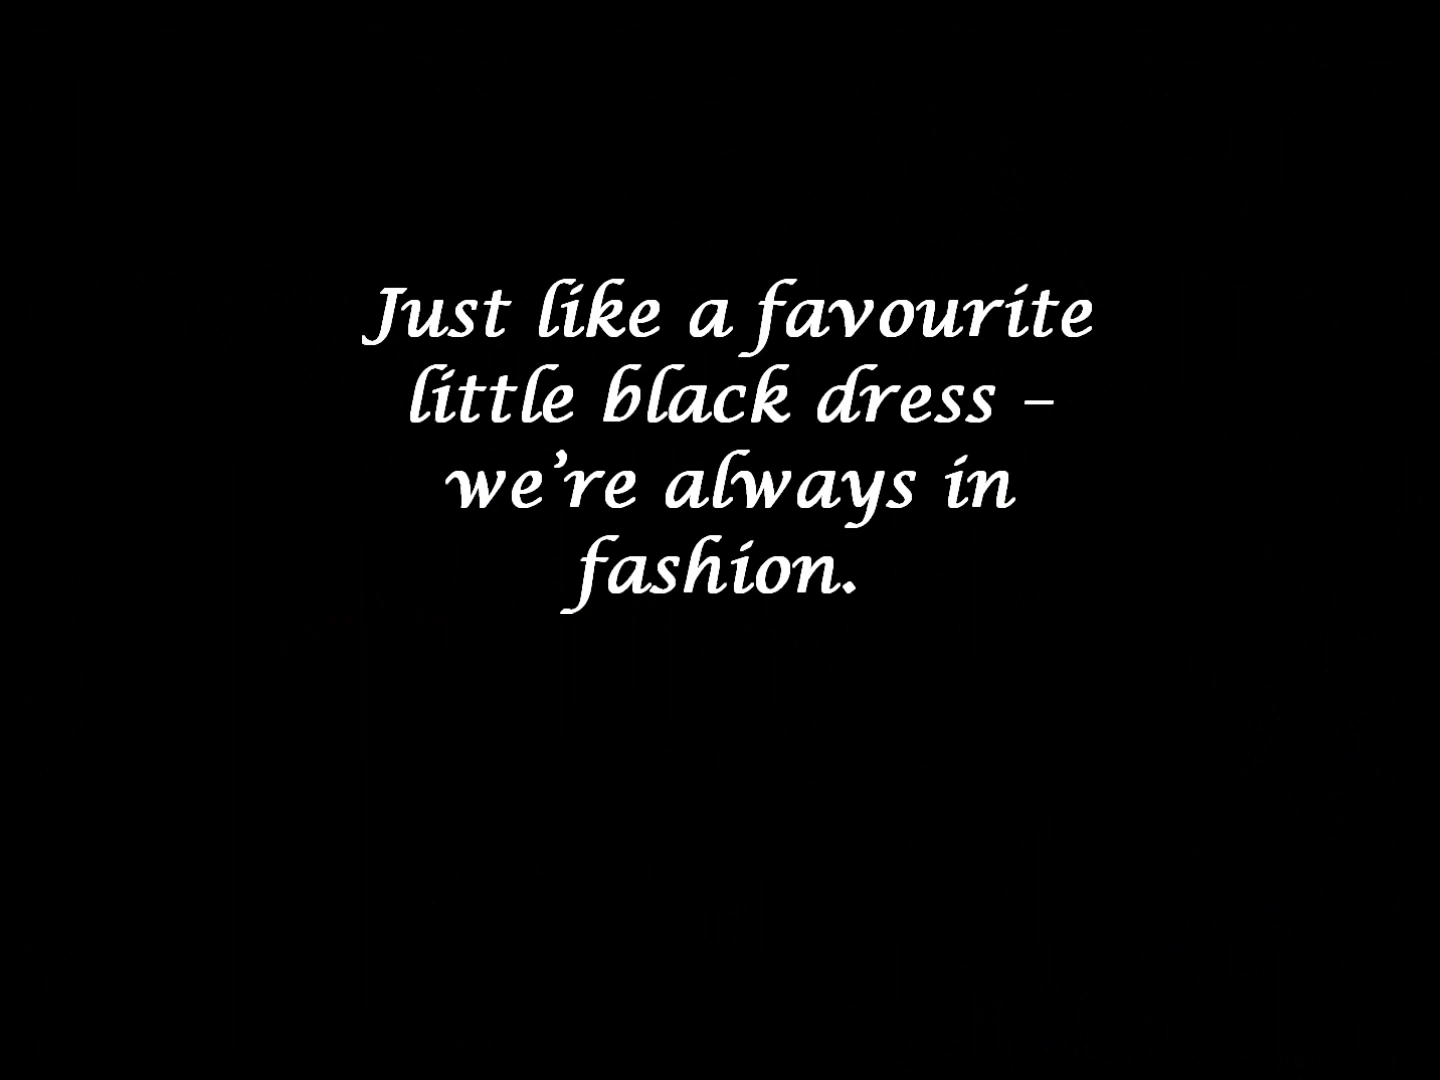 Just like a favourite
little black dress –
we’re always in
fashion.